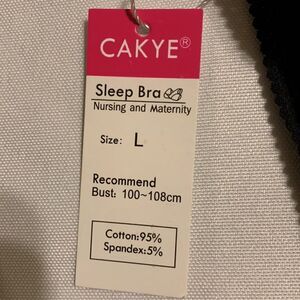 CAKYE®
Sleep Bra
Nursing and Maternity
Size: L
Recommend
Bust: 100~108cm
Cotton:95%
Spandex:5%